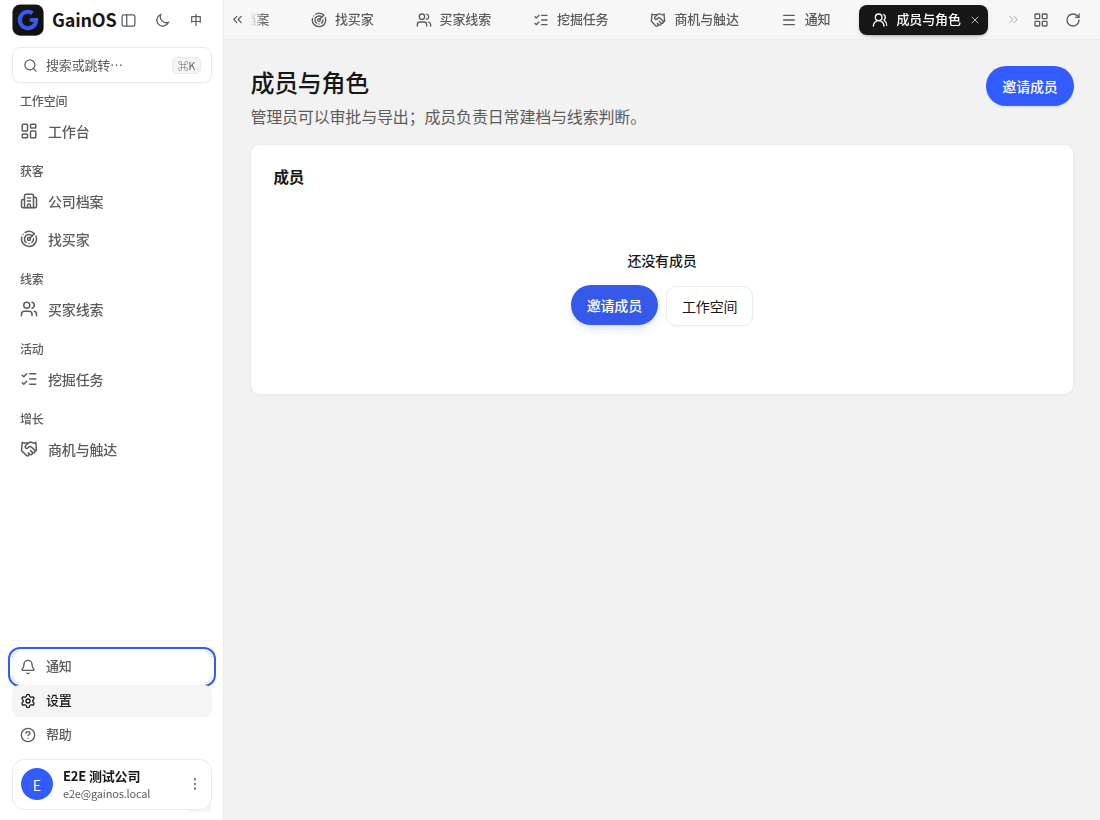 GainOS
中
搜索或跳转…
⌘K
工作空间
工作台
获客
公司档案
找买家
线索
买家线索
活动
挖掘任务
增长
商机与触达
通知
设置
帮助
E
E2E 测试公司
e2e@gainos.local
案
找买家
买家线索
挖掘任务
商机与触达
通知
成员与角色
成员与角色
邀请成员
管理员可以审批与导出；成员负责日常建档与线索判断。
成员
还没有成员
邀请成员
工作空间